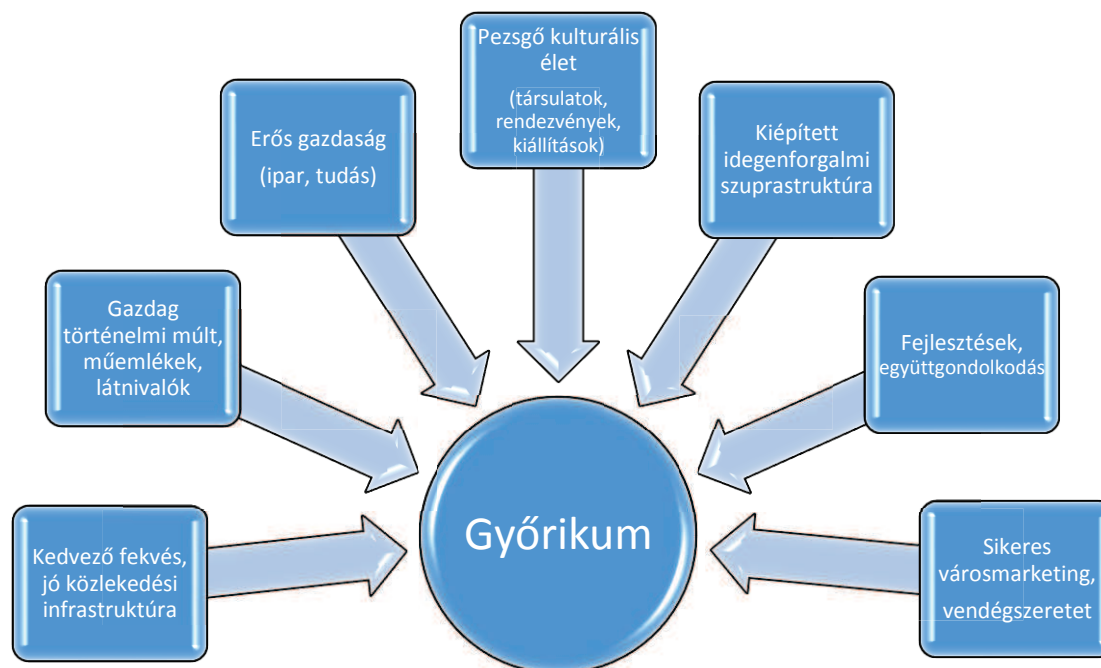 Pezsgő kulturális
élet
(társulatok,
rendezvények,
kiállítások)
Erős gazdaság
(ipar, tudás)
Kiépített
idegenforgalmi
szuprastruktúra
Gazdag
történelmi múlt,
műemlékek,
látnivalók
Fejlesztések,
együttgondolkodás
Kedvező fekvés,
jó közlekedési
infrastruktúra
Győrikum
Sikeres
városmarketing,
vendégszeretet